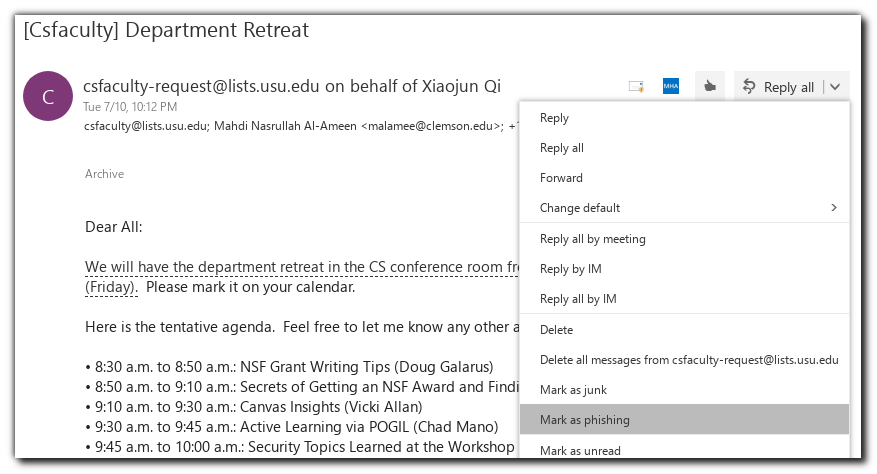 [Csfaculty] Department Retreat
C
csfaculty-request@lists.usu.edu on behalf of Xiaojun Qi
MHA
Reply all
Tue 7/10, 10:12 PM
csfaculty@lists.usu.edu; Mahdi Nasrullah Al-Ameen <malamee@clemson.edu>; +1
Archive
Dear All:
We will have the department retreat in the CS conference room
(Friday). Please mark it on your calendar.
Here is the tentative agenda. Feel free to let me know any other
• 8:30 a.m. to 8:50 a.m.: NSF Grant Writing Tips (Doug Galarus)
• 8:50 a.m. to 9:10 a.m.: Secrets of Getting an NSF Award and
• 9:10 a.m. to 9:30 a.m.: Canvas Insights (Vicki Allan)
• 9:30 a.m. to 9:45 a.m.: Active Learning via POGIL (Chad Mano)
• 9:45 a.m. to 10:00 a.m.: Security Topics Learned at the Workshop
Reply
Reply all
Forward
Change default
Reply all by meeting
Reply by IM
Reply all by IM
Delete
Delete all messages from csfaculty-request@lists.usu.edu
Mark as junk
Mark as phishing
Mark as unread